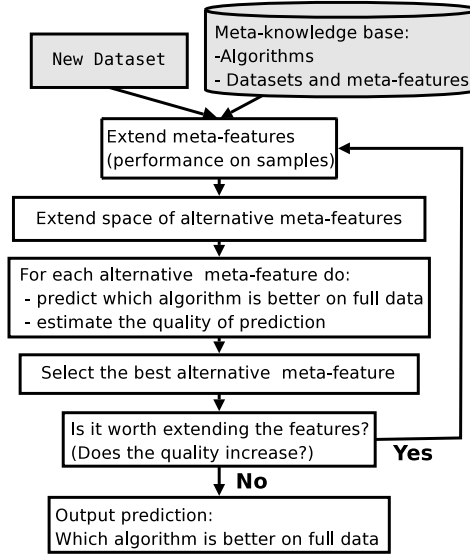 New Dataset
Meta-knowledge base:
-Algorithms
- Datasets and meta-features
Extend meta-features
(performance on samples)
Extend space of alternative meta-features
For each alternative meta-feature do:
- predict which algorithm is better on full data
- estimate the quality of prediction
Select the best alternative meta-feature
Is it worth extending the features?
(Does the quality increase?)
Yes
No
Output prediction:
Which algorithm is better on full data